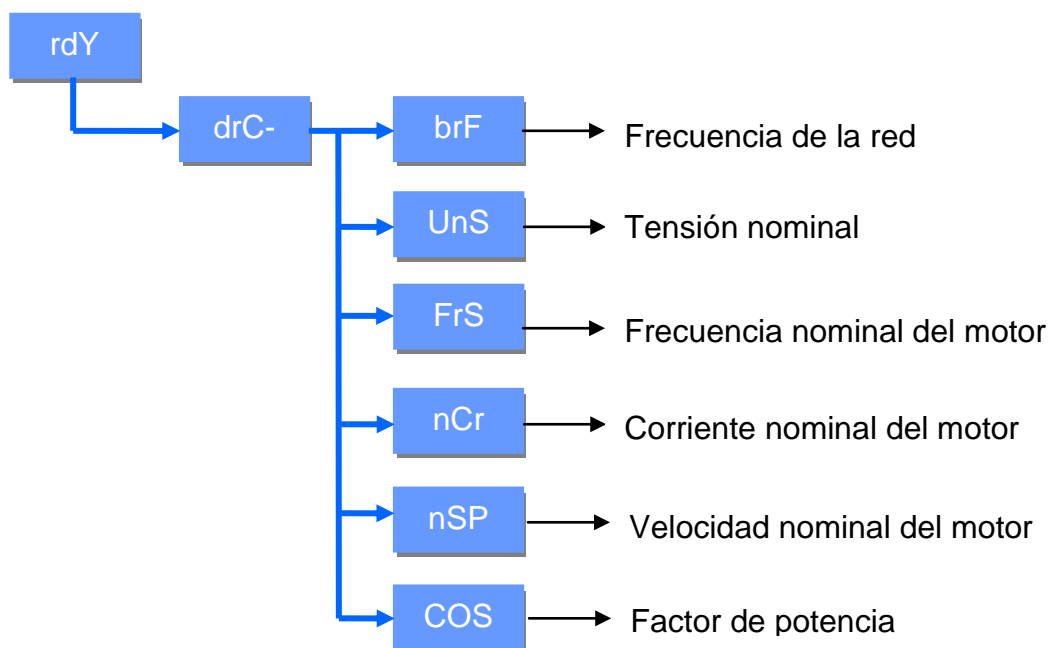 rdY
drC-
brF
Frecuencia de la red
UnS
Tensión nominal
FrS
Frecuencia nominal del motor
nCr
Corriente nominal del motor
nSP
Velocidad nominal del motor
COS
Factor de potencia